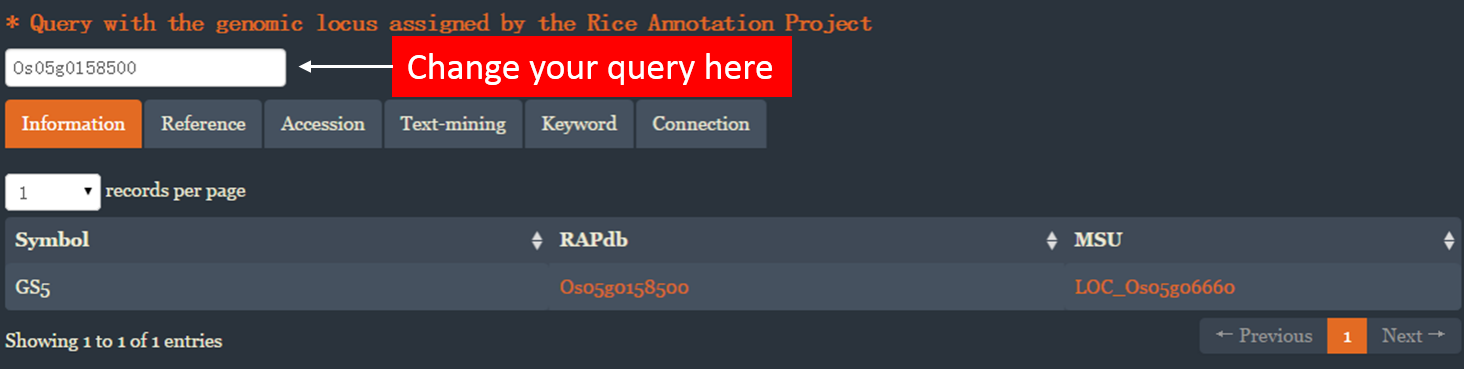 * Query with the genomic locus assigned by the Rice Annotation Project
Os05g0158500
Change your query here
Information Reference Accession Text-mining Keyword Connection
1 records per page
Symbol RAPdb MSU
GS5 Os05g0158500 LOC_Os05g06660
Showing 1 to 1 of 1 entries
← Previous 1 Next →